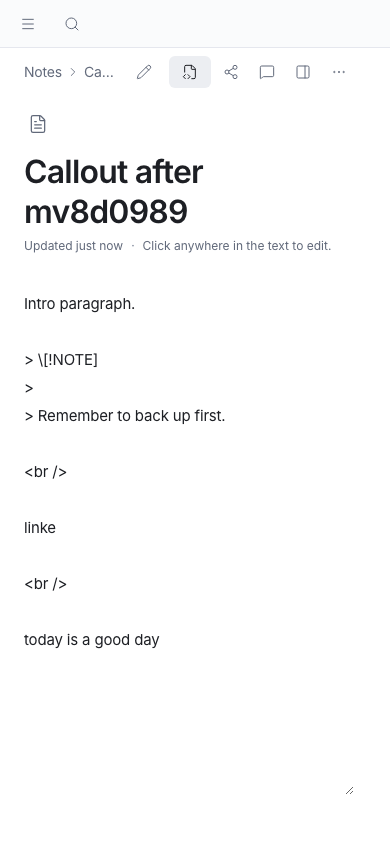 Notes > Ca...
Callout after
mv8d0989
Updated just now · Click anywhere in the text to edit.
Intro paragraph.
> \[!NOTE]
>
> Remember to back up first.
<br />
linke
<br />
today is a good day